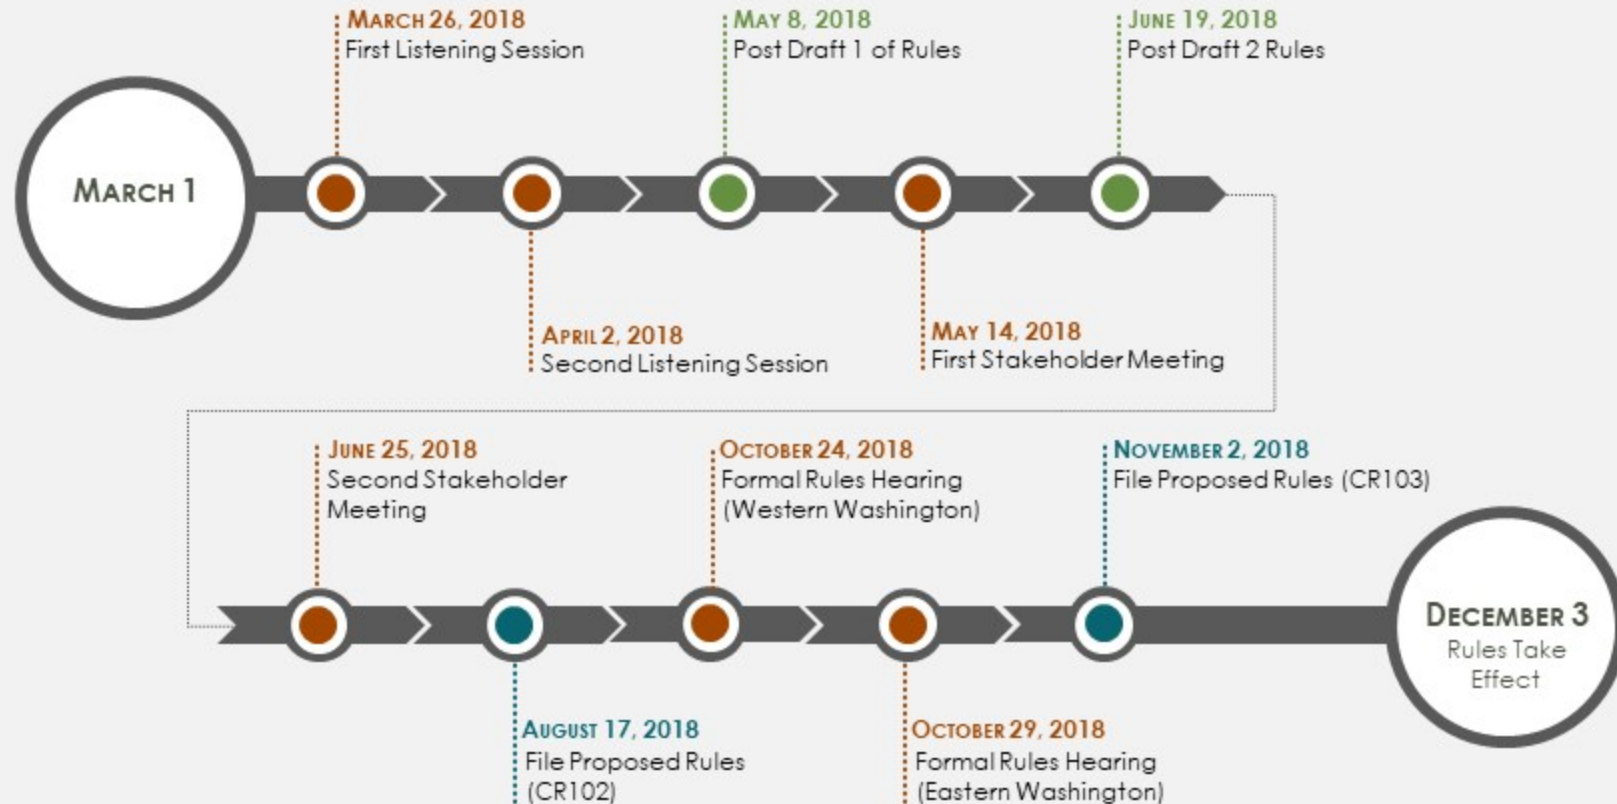 MARCH 26, 2018
First Listening Session
MAY 8, 2018
Post Draft 1 of Rules
JUNE 19, 2018
Post Draft 2 Rules
MARCH 1
APRIL 2, 2018
Second Listening Session
MAY 14, 2018
First Stakeholder Meeting
JUNE 25, 2018
Second Stakeholder
Meeting
OCTOBER 24, 2018
Formal Rules Hearing
(Western Washington)
NOVEMBER 2, 2018
File Proposed Rules (CR103)
DECEMBER 3
Rules Take
Effect
AUGUST 17, 2018
File Proposed Rules
(CR102)
OCTOBER 29, 2018
Formal Rules Hearing
(Eastern Washington)